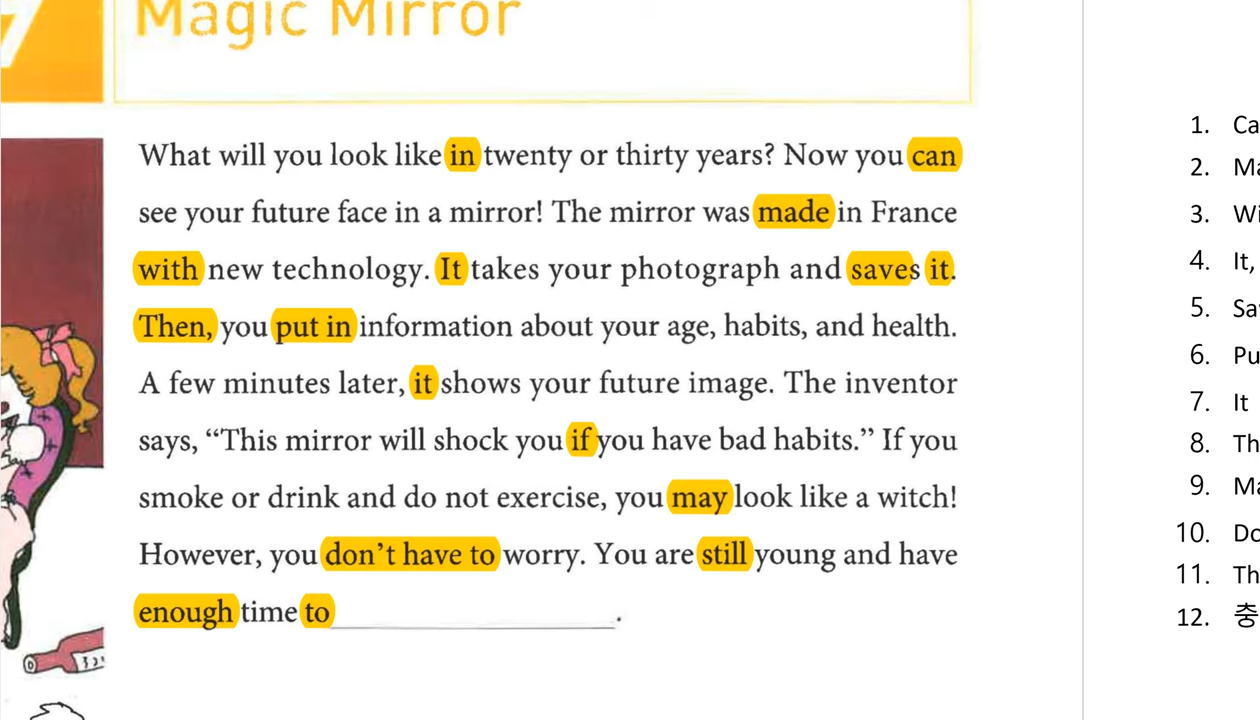 7
Magic Mirror
What will you look like in twenty or thirty years? Now you can
see your future face in a mirror! The mirror was made in France
with new technology. It takes your photograph and saves it.
Then, you put in information about your age, habits, and health.
A few minutes later, it shows your future image. The inventor
says, “This mirror will shock you if you have bad habits.” If you
smoke or drink and do not exercise, you may look like a witch!
However, you don’t have to worry. You are still young and have
enough time to ____________________.
1. Ca
2. Ma
3. Wi
4. It,
5. Sa
6. Pu
7. It
8. Th
9. Ma
10. Do
11. Th
12. 충